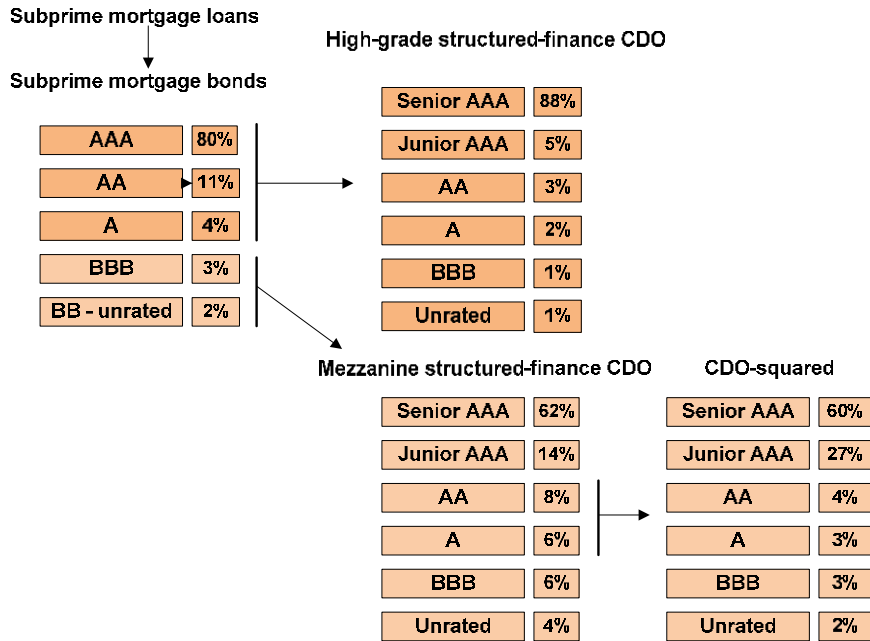 Subprime mortgage loans
High-grade structured-finance CDO
Subprime mortgage bonds
Senior AAA 88%
AAA 80%
Junior AAA 5%
AA 11%
AA 3%
A 4%
A 2%
BBB 3%
BBB 1%
BB - unrated 2%
Unrated 1%
Mezzanine structured-finance CDO
CDO-squared
Senior AAA 62%
Senior AAA 60%
Junior AAA 14%
Junior AAA 27%
AA 8%
AA 4%
A 6%
A 3%
BBB 6%
BBB 3%
Unrated 4%
Unrated 2%